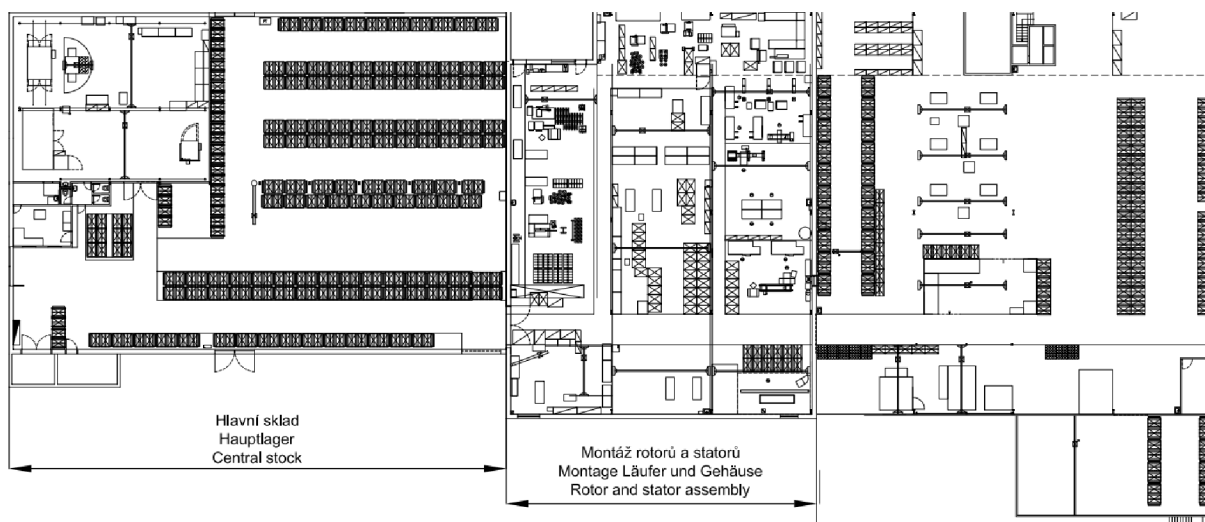 Hlavní sklad
Hauptlager
Central stock
Montáž rotorů a statorů
Montage Läufer und Gehäuse
Rotor and stator assembly